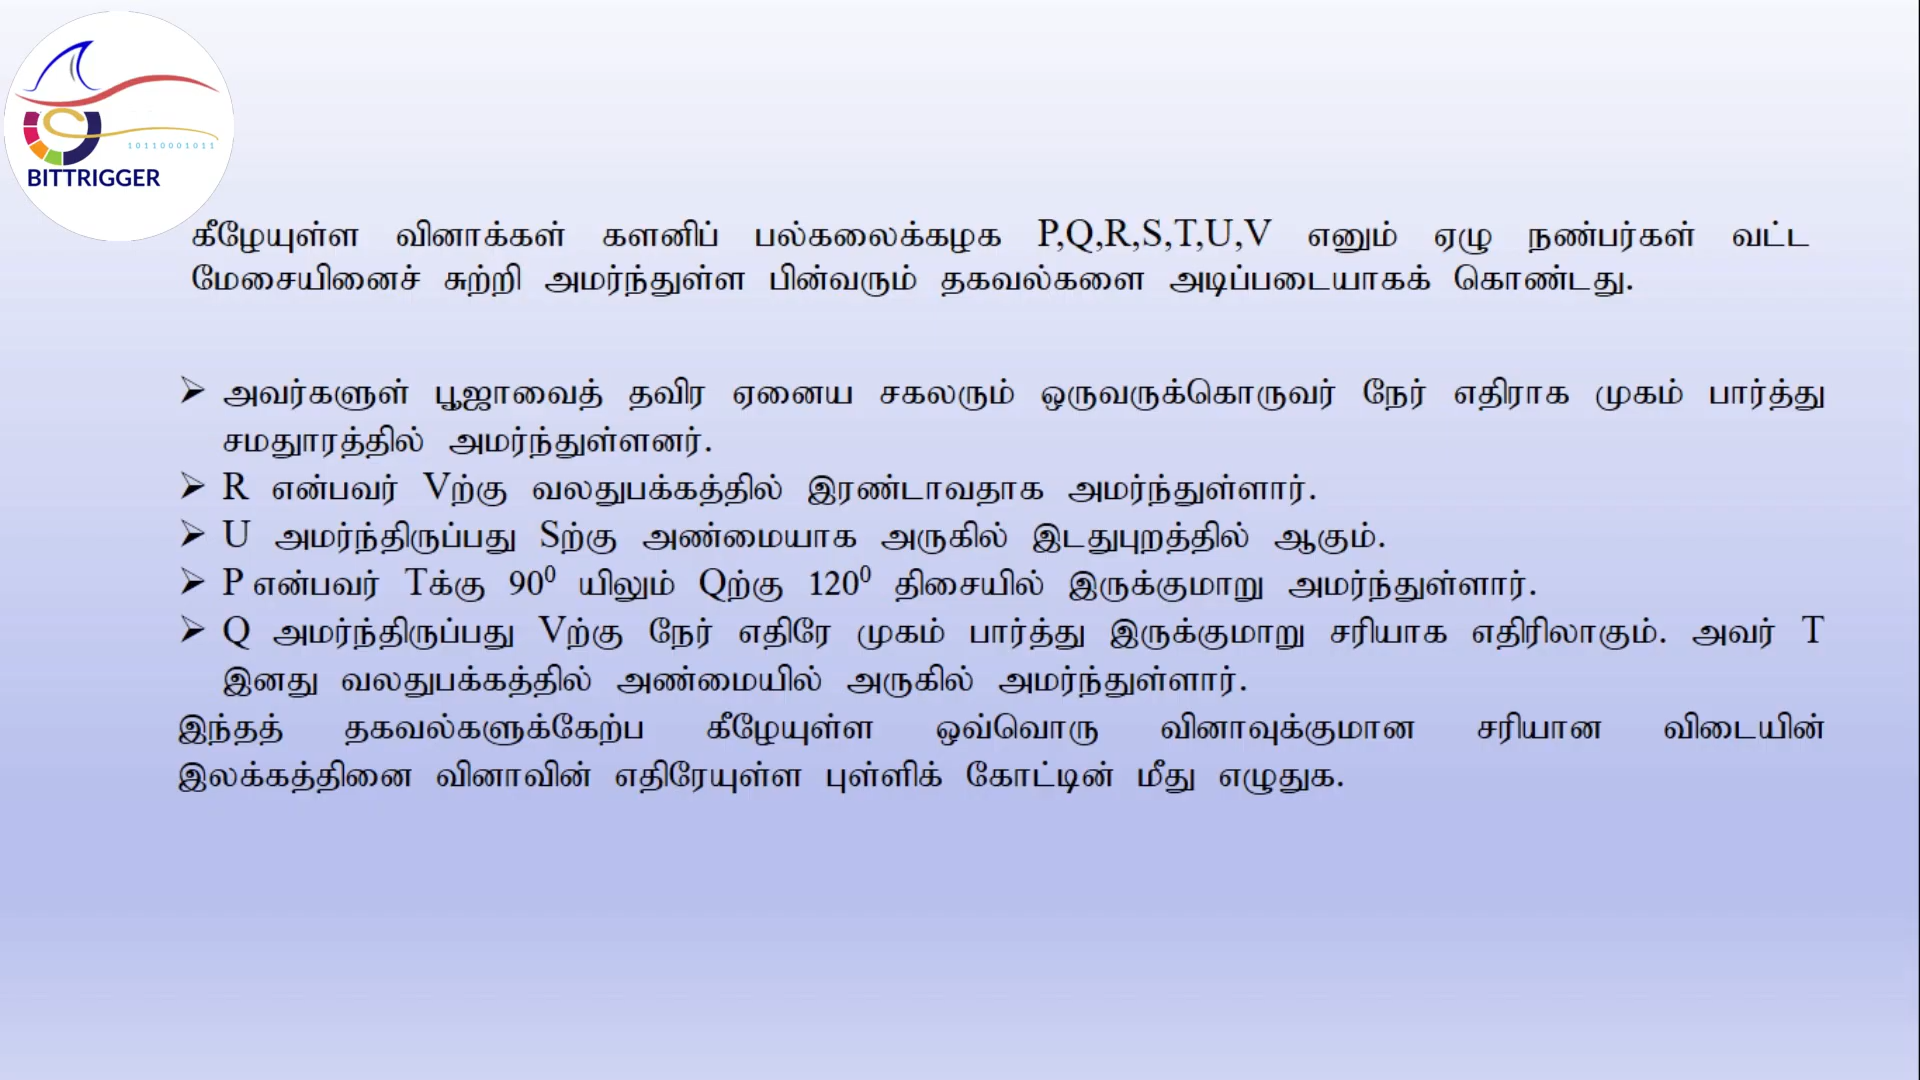 10110001011
BITTRIGGER
கீழேயுள்ள வினாக்கள் களனிப் பல்கலைக்கழக P,Q,R,S,T,U,V எனும் ஏழு நண்பர்கள் வட்ட
மேசையினைச் சுற்றி அமர்ந்துள்ள பின்வரும் தகவல்களை அடிப்படையாகக் கொண்டது.
➢ அவர்களுள் பூஜாவைத் தவிர ஏனைய சகலரும் ஒருவருக்கொருவர் நேர் எதிராக முகம் பார்த்து
சமதுாரத்தில் அமர்ந்துள்ளனர்.
➢ R என்பவர் Vற்கு வலதுபக்கத்தில் இரண்டாவதாக அமர்ந்துள்ளார்.
➢ U அமர்ந்திருப்பது Sற்கு அண்மையாக அருகில் இடதுபுறத்தில் ஆகும்.
➢ P என்பவர் Tக்கு 90⁰ யிலும் Qற்கு 120⁰ திசையில் இருக்குமாறு அமர்ந்துள்ளார்.
➢ Q அமர்ந்திருப்பது Vற்கு நேர் எதிரே முகம் பார்த்து இருக்குமாறு சரியாக எதிரிலாகும். அவர் T
இனது வலதுபக்கத்தில் அண்மையில் அருகில் அமர்ந்துள்ளார்.
இந்தத் தகவல்களுக்கேற்ப கீழேயுள்ள ஒவ்வொரு வினாவுக்குமான சரியான விடையின்
இலக்கத்தினை வினாவின் எதிரேயுள்ள புள்ளிக் கோட்டின் மீது எழுதுக.